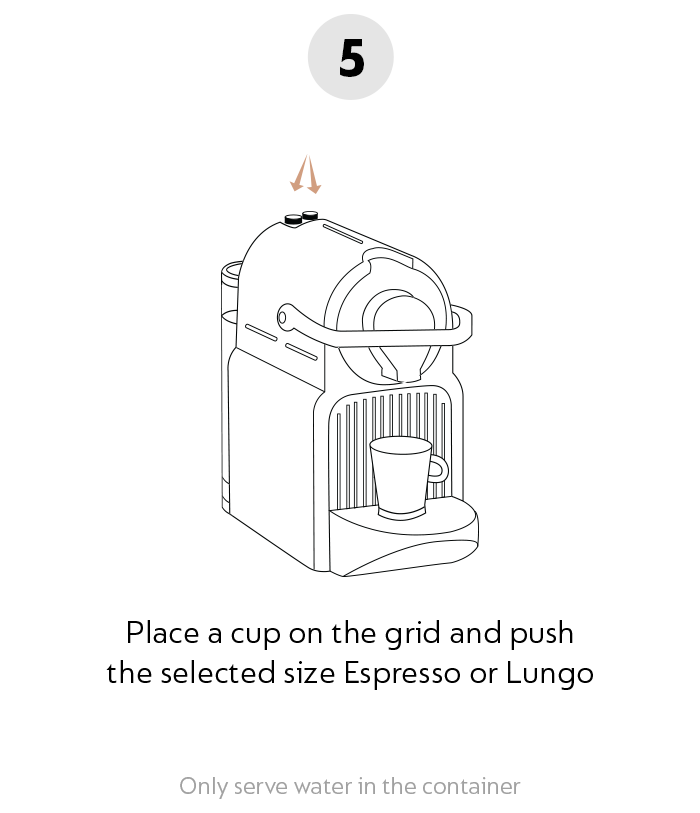 5
Place a cup on the grid and push
the selected size Espresso or Lungo
Only serve water in the container